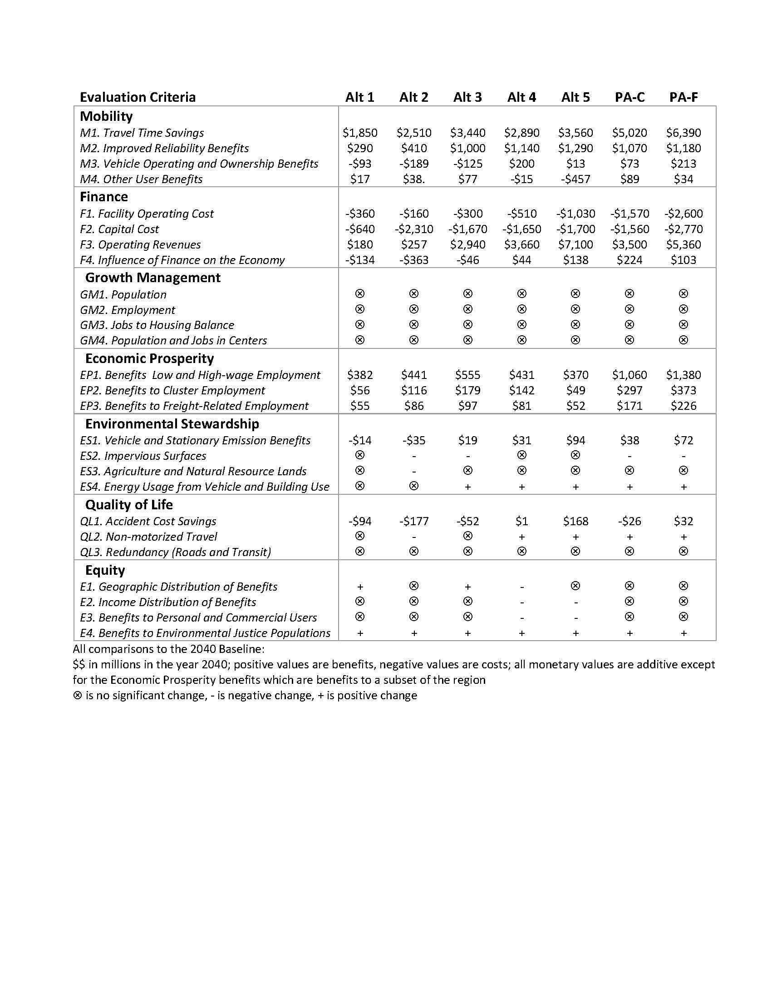 Evaluation Criteria Alt 1 Alt 2 Alt 3 Alt 4 Alt 5 PA-C PA-F
Mobility
M1. Travel Time Savings $1,850 $2,510 $3,440 $2,890 $3,560 $5,020 $6,390
M2. Improved Reliability Benefits $290 $410 $1,000 $1,140 $1,290 $1,070 $1,180
M3. Vehicle Operating and Ownership Benefits -$93 -$189 -$125 $200 $13 $73 $213
M4. Other User Benefits $17 $38. $77 -$15 -$457 $89 $34
Finance
F1. Facility Operating Cost -$360 -$160 -$300 -$510 -$1,030 -$1,570 -$2,600
F2. Capital Cost -$640 -$2,310 -$1,670 -$1,650 -$1,700 -$1,560 -$2,770
F3. Operating Revenues $180 $257 $2,940 $3,660 $7,100 $3,500 $5,360
F4. Influence of Finance on the Economy -$134 -$363 -$46 $44 $138 $224 $103
Growth Management
GM1. Population ⊗ ⊗ ⊗ ⊗ ⊗ ⊗ ⊗
GM2. Employment ⊗ ⊗ ⊗ ⊗ ⊗ ⊗ ⊗
GM3. Jobs to Housing Balance ⊗ ⊗ ⊗ ⊗ ⊗ ⊗ ⊗
GM4. Population and Jobs in Centers ⊗ ⊗ ⊗ ⊗ ⊗ ⊗ ⊗
Economic Prosperity
EP1. Benefits Low and High-wage Employment $382 $441 $555 $431 $370 $1,060 $1,380
EP2. Benefits to Cluster Employment $56 $116 $179 $142 $49 $297 $373
EP3. Benefits to Freight-Related Employment $55 $86 $97 $81 $52 $171 $226
Environmental Stewardship
ES1. Vehicle and Stationary Emission Benefits -$14 -$35 $19 $31 $94 $38 $72
ES2. Impervious Surfaces ⊗ - - ⊗ ⊗ - -
ES3. Agriculture and Natural Resource Lands ⊗ - ⊗ ⊗ ⊗ ⊗ ⊗
ES4. Energy Usage from Vehicle and Building Use ⊗ ⊗ + + + + +
Quality of Life
QL1. Accident Cost Savings -$94 -$177 -$52 $1 $168 -$26 $32
QL2. Non-motorized Travel ⊗ - ⊗ + + + +
QL3. Redundancy (Roads and Transit) ⊗ ⊗ ⊗ ⊗ ⊗ ⊗ ⊗
Equity
E1. Geographic Distribution of Benefits + ⊗ + - ⊗ ⊗ ⊗
E2. Income Distribution of Benefits ⊗ ⊗ ⊗ - - ⊗ ⊗
E3. Benefits to Personal and Commercial Users ⊗ ⊗ ⊗ - - ⊗ ⊗
E4. Benefits to Environmental Justice Populations + + + + + + +
All comparisons to the 2040 Baseline:
$$ in millions in the year 2040; positive values are benefits, negative values are costs; all monetary values are additive except
for the Economic Prosperity benefits which are benefits to a subset of the region
⊗ is no significant change, - is negative change, + is positive change